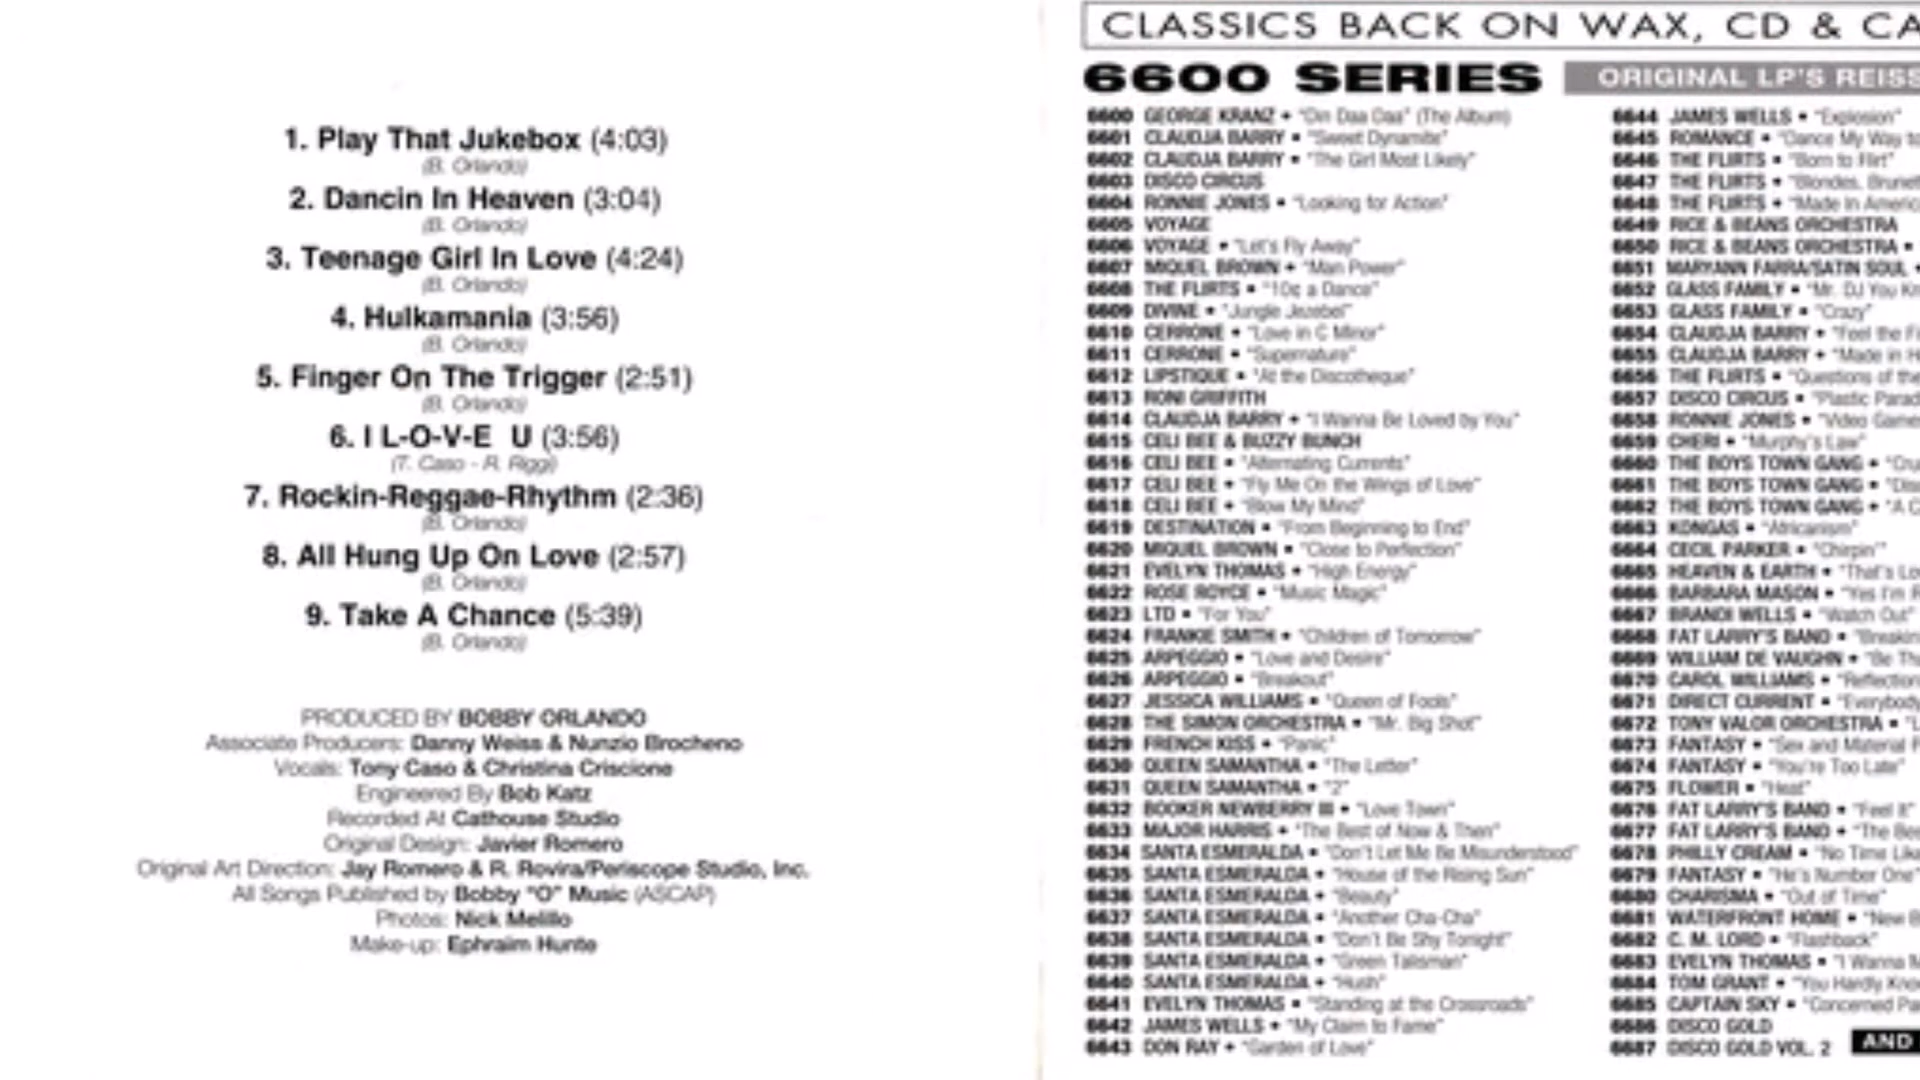 1. Play That Jukebox (4:03)
(B. Orlando)
2. Dancin In Heaven (3:04)
(B. Orlando)
3. Teenage Girl In Love (4:24)
(B. Orlando)
4. Hulkamania (3:56)
(B. Orlando)
5. Finger On The Trigger (2:51)
(B. Orlando)
6. I L-O-V-E U (3:56)
(T. Caso - R. Riggi)
7. Rockin-Reggae-Rhythm (2:36)
(B. Orlando)
8. All Hung Up On Love (2:57)
(B. Orlando)
9. Take A Chance (5:39)
(B. Orlando)
PRODUCED BY BOBBY ORLANDO
Associate Producers: Danny Weiss & Nunzio Brocheno
Vocals: Tony Caso & Christina Criscione
Engineered By Bob Katz
Recorded At Cathouse Studio
Original Design: Javier Romero
Original Art Direction: Jay Romero & R. Rovira/Periscope Studio, Inc.
All Songs Published by Bobby "O" Music (ASCAP)
Photos: Nick Melillo
Make-up: Ephraim Hunte
CLASSICS BACK ON WAX, CD & CA
6600 SERIES
ORIGINAL LP'S REISS
6600 GEORGE KRANZ • "Din Daa Daa" (The Album)
6601 CLAUDJA BARRY • "Sweet Dynamite"
6602 CLAUDJA BARRY • "The Girl Most Likely"
6603 DISCO CIRCUS
6604 RONNIE JONES • "Looking for Action"
6605 VOYAGE
6606 VOYAGE • "Let's Fly Away"
6607 MIQUEL BROWN • "Man Power"
6608 THE FLIRTS • "10¢ a Dance"
6609 DIVINE • "Jungle Jezebel"
6610 CERRONE • "Love in C Minor"
6611 CERRONE • "Supernature"
6612 LIPSTIQUE • "At the Discotheque"
6613 RONI GRIFFITH
6614 CLAUDJA BARRY • "I Wanna Be Loved by You"
6615 CELI BEE & BUZZY BUNCH
6616 CELI BEE • "Alternating Currents"
6617 CELI BEE • "Fly Me On the Wings of Love"
6618 CELI BEE • "Blow My Mind"
6619 DESTINATION • "From Beginning to End"
6620 MIQUEL BROWN • "Close to Perfection"
6621 EVELYN THOMAS • "High Energy"
6622 ROSE ROYCE • "Music Magic"
6623 LTD • "For You"
6624 FRANKIE SMITH • "Children of Tomorrow"
6625 ARPEGGIO • "Love and Desire"
6626 ARPEGGIO • "Breakout"
6627 JESSICA WILLIAMS • "Queen of Fools"
6628 THE SIMON ORCHESTRA • "Mr. Big Shot"
6629 FRENCH KISS • "Panic"
6630 QUEEN SAMANTHA • "The Letter"
6631 QUEEN SAMANTHA • "2"
6632 BOOKER NEWBERRY III • "Love Town"
6633 MAJOR HARRIS • "The Best of Now & Then"
6634 SANTA ESMERALDA • "Don't Let Me Be Misunderstood"
6635 SANTA ESMERALDA • "House of the Rising Sun"
6636 SANTA ESMERALDA • "Beauty"
6637 SANTA ESMERALDA • "Another Cha-Cha"
6638 SANTA ESMERALDA • "Don't Be Shy Tonight"
6639 SANTA ESMERALDA • "Green Talisman"
6640 SANTA ESMERALDA • "Hush"
6641 EVELYN THOMAS • "Standing at the Crossroads"
6642 JAMES WELLS • "My Claim to Fame"
6643 DON RAY • "Garden of Love"
6644 JAMES WELLS • "Explosion"
6645 ROMANCE • "Dance My Way to
6646 THE FLIRTS • "Born to Flirt"
6647 THE FLIRTS • "Blondes, Brunet
6648 THE FLIRTS • "Made In America
6649 RICE & BEANS ORCHESTRA
6650 RICE & BEANS ORCHESTRA •
6651 MARYANN FARRA/SATIN SOUL •
6652 GLASS FAMILY • "Mr. DJ You Kn
6653 GLASS FAMILY • "Crazy"
6654 CLAUDJA BARRY • "Feel the Fi
6655 CLAUDJA BARRY • "Made in H
6656 THE FLIRTS • "Questions of the
6657 DISCO CIRCUS • "Plastic Parad
6658 RONNIE JONES • "Video Game
6659 CHERI • "Murphy's Law"
6660 THE BOYS TOWN GANG • "Cru
6661 THE BOYS TOWN GANG • "Disc
6662 THE BOYS TOWN GANG • "A C
6663 KONGAS • "Africanism"
6664 CECIL PARKER • "Chirpin'"
6665 HEAVEN & EARTH • "That's Lo
6666 BARBARA MASON • "Yes I'm R
6667 BRANDI WELLS • "Watch Out"
6668 FAT LARRY'S BAND • "Breakin
6669 WILLIAM DE VAUGHN • "Be Th
6670 CAROL WILLIAMS • "Reflection
6671 DIRECT CURRENT • "Everybody
6672 TONY VALOR ORCHESTRA • "L
6673 FANTASY • "Sex and Material F
6674 FANTASY • "You're Too Late"
6675 FLOWER • "Heat"
6676 FAT LARRY'S BAND • "Feel It"
6677 FAT LARRY'S BAND • "The Bes
6678 PHILLY CREAM • "No Time Like
6679 FANTASY • "He's Number One"
6680 CHARISMA • "Out of Time"
6681 WATERFRONT HOME • "New B
6682 C. M. LORD • "Flashback"
6683 EVELYN THOMAS • "I Wanna M
6684 TOM GRANT • "You Hardly Know
6685 CAPTAIN SKY • "Concerned Pa
6686 DISCO GOLD
6687 DISCO GOLD VOL. 2
AND